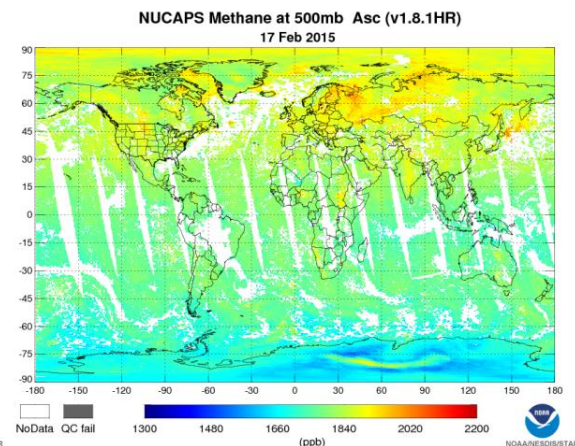 NUCAPS Methane at 500mb Asc (v1.8.1HR)
17 Feb 2015
90
75
60
45
30
15
0
-15
-30
-45
-60
-75
-90
-180 -150 -120 -90 -60 -30 0 30 60 90 120 150 180
NoData QC fail 1300 1480 1660 1840 2020 2200
(ppb)
noaa
NOAA/NESDIS/STAR